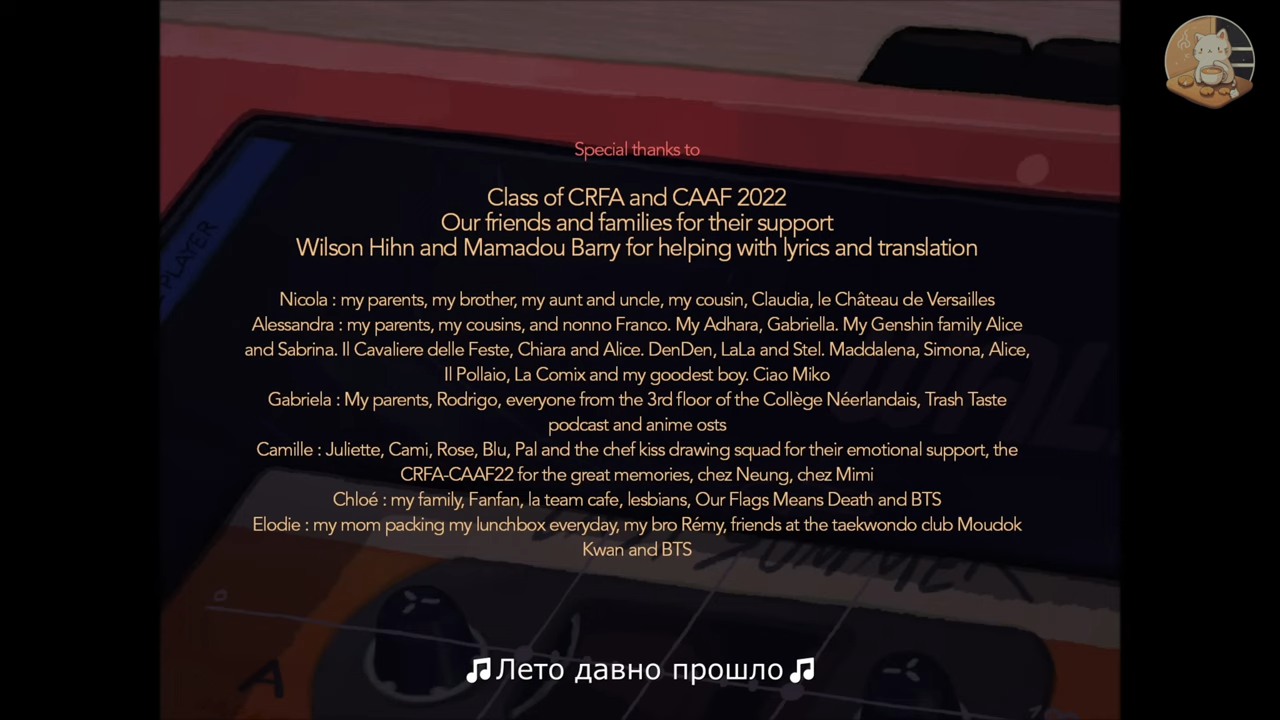 Special thanks to
Class of CRFA and CAAF 2022
Our friends and families for their support
Wilson Hihn and Mamadou Barry for helping with lyrics and translation
Nicola : my parents, my brother, my aunt and uncle, my cousin, Claudia, le Château de Versailles
Alessandra : my parents, my cousins, and nonno Franco. My Adhara, Gabriella. My Genshin family Alice
and Sabrina. Il Cavaliere delle Feste, Chiara and Alice. DenDen, LaLa and Stel. Maddalena, Simona, Alice,
Il Pollaio, La Comix and my goodest boy. Ciao Miko
Gabriela : My parents, Rodrigo, everyone from the 3rd floor of the Collège Néerlandais, Trash Taste
podcast and anime osts
Camille : Juliette, Cami, Rose, Blu, Pal and the chef kiss drawing squad for their emotional support, the
CRFA-CAAF22 for the great memories, chez Neung, chez Mimi
Chloé : my family, Fanfan, la team cafe, lesbians, Our Flags Means Death and BTS
Elodie : my mom packing my lunchbox everyday, my bro Rémy, friends at the taekwondo club Moudok
Kwan and BTS
PLAYER
A
♫Лето давно прошло♫